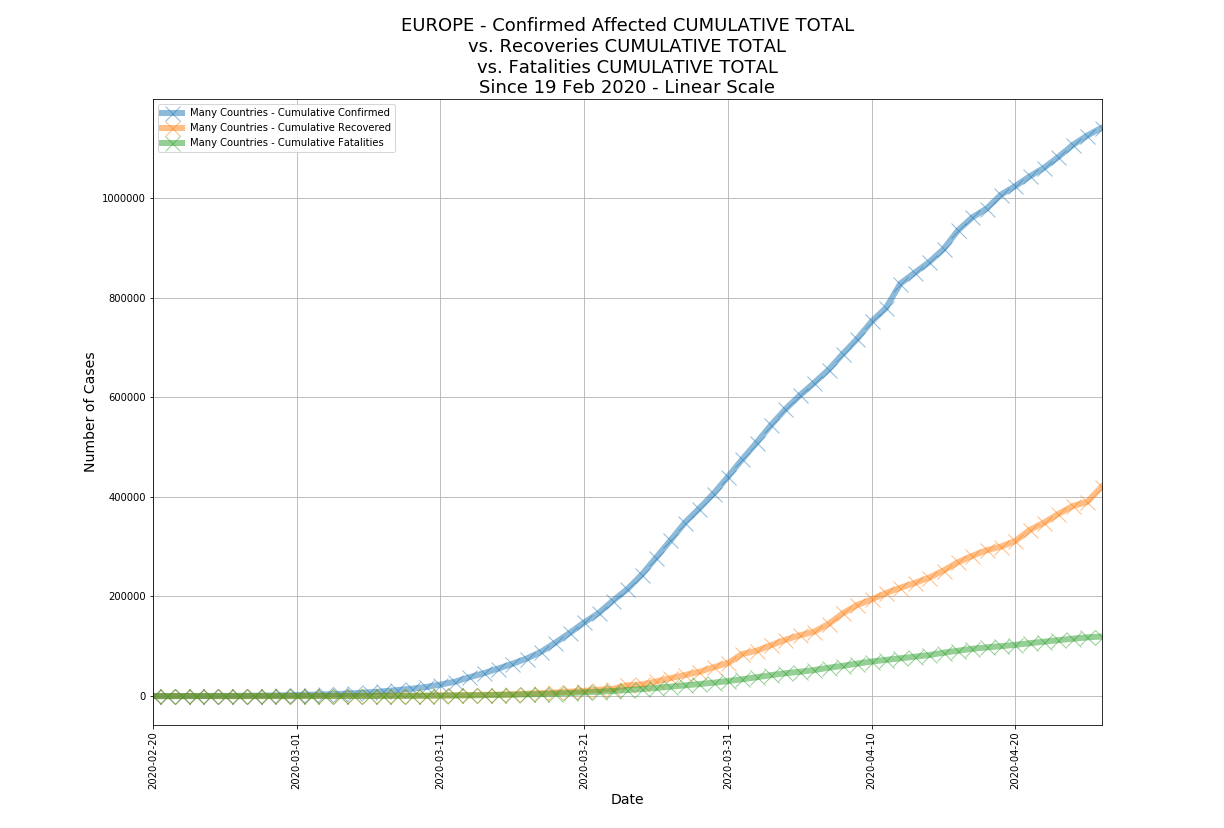 EUROPE - Confirmed Affected CUMULATIVE TOTAL
vs. Recoveries CUMULATIVE TOTAL
vs. Fatalities CUMULATIVE TOTAL
Since 19 Feb 2020 - Linear Scale
Many Countries - Cumulative Confirmed
Many Countries - Cumulative Recovered
Many Countries - Cumulative Fatalities
Number of Cases
1000000
800000
600000
400000
200000
0
2020-02-20
2020-03-01
2020-03-11
2020-03-21
2020-03-31
2020-04-10
2020-04-20
Date